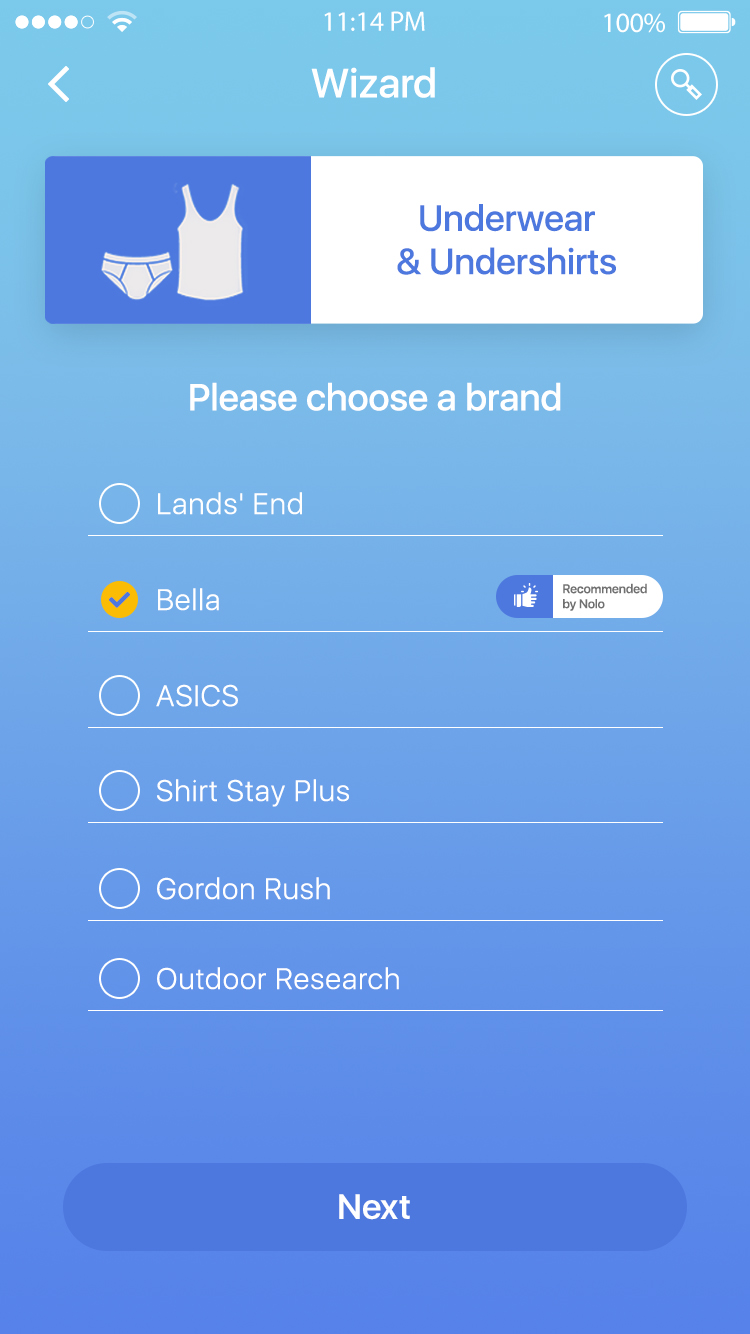 11:14 PM
100%
Wizard
Underwear
& Undershirts
Please choose a brand
Lands' End
Bella
Recommended
by Nolo
ASICS
Shirt Stay Plus
Gordon Rush
Outdoor Research
Next